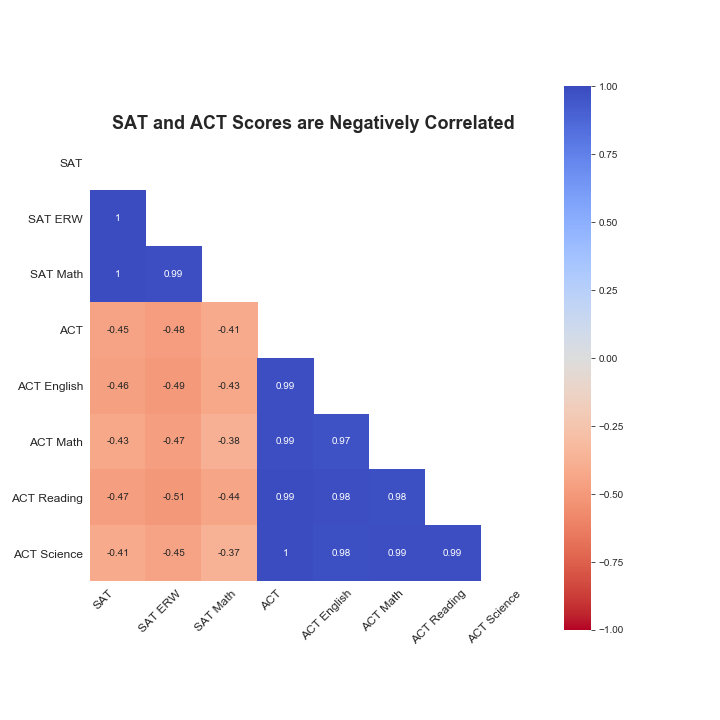 SAT and ACT Scores are Negatively Correlated
SAT
SAT ERW 1
SAT Math 1 0.99
ACT -0.45 -0.48 -0.41
ACT English -0.46 -0.49 -0.43 0.99
ACT Math -0.43 -0.47 -0.38 0.99 0.97
ACT Reading -0.47 -0.51 -0.44 0.99 0.98 0.98
ACT Science -0.41 -0.45 -0.37 1 0.98 0.99 0.99
SAT SAT ERW SAT Math ACT ACT English ACT Math ACT Reading ACT Science
1.00
0.75
0.50
0.25
0.00
−0.25
−0.50
−0.75
−1.00